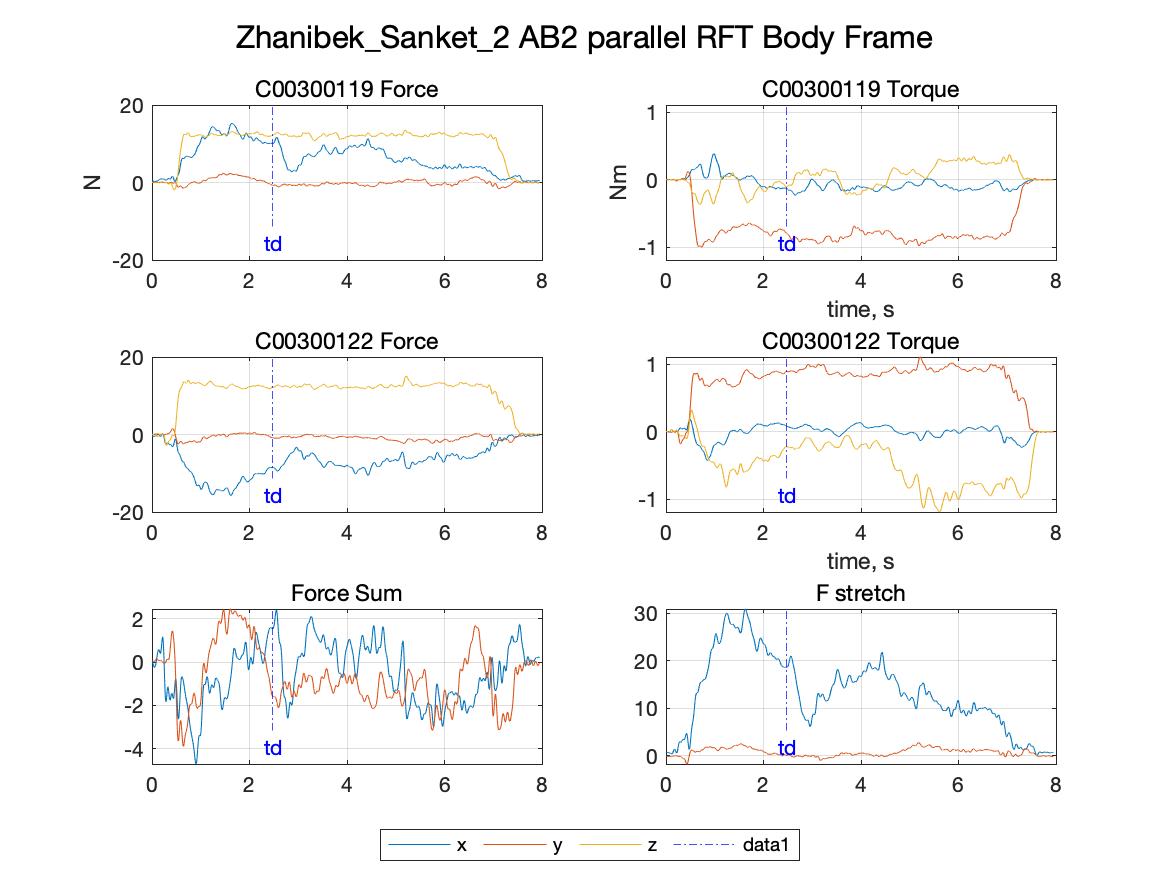 Zhanibek_Sanket_2 AB2 parallel RFT Body Frame
C00300119 Force
20
0
-20
N
td
0 2 4 6 8
C00300119 Torque
1
0
-1
Nm
td
0 2 4 6 8
time, s
C00300122 Force
20
0
-20
td
0 2 4 6 8
C00300122 Torque
1
0
-1
td
0 2 4 6 8
time, s
Force Sum
2
0
-2
-4
td
0 2 4 6 8
F stretch
30
20
10
0
td
0 2 4 6 8
x y z data1